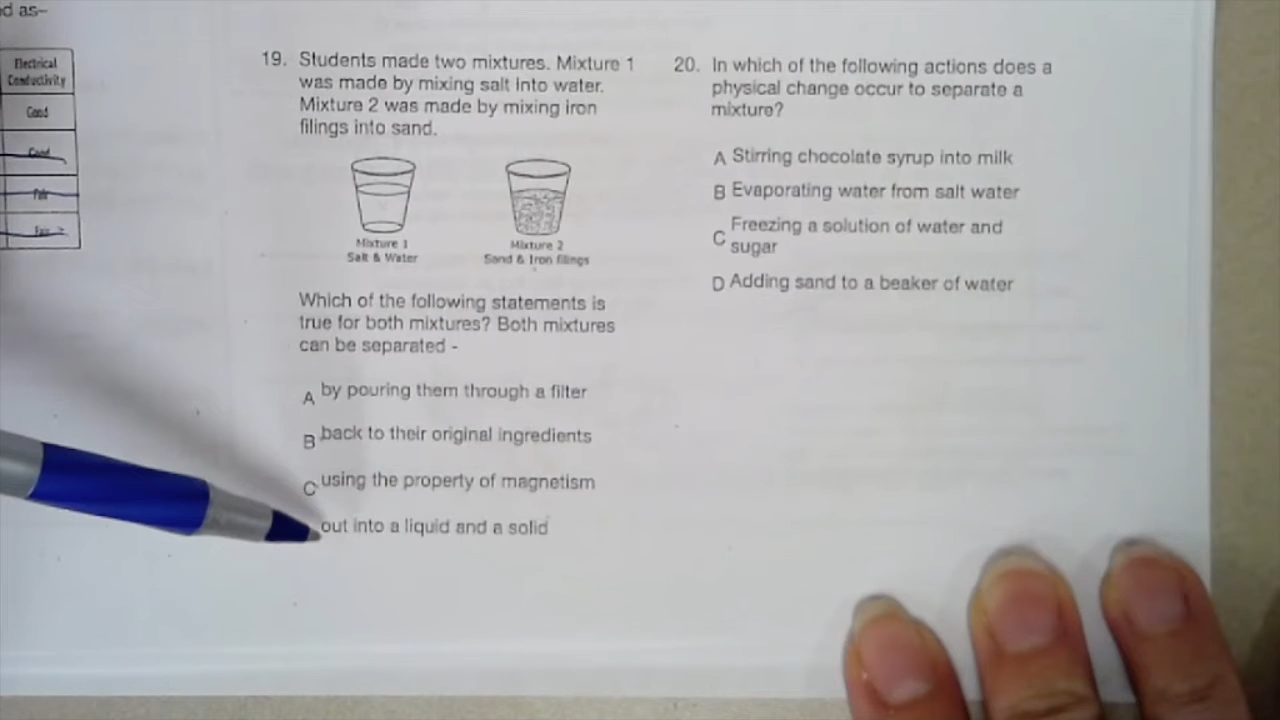 d as-
Electrical
Conductivity
Good
Good
Fair
19. Students made two mixtures. Mixture 1
was made by mixing salt into water.
Mixture 2 was made by mixing iron
filings into sand.
Mixture 1
Salt & Water
Mixture 2
Sand & Iron filings
Which of the following statements is
true for both mixtures? Both mixtures
can be separated -
A by pouring them through a filter
B back to their original ingredients
C using the property of magnetism
out into a liquid and a solid
20. In which of the following actions does a
physical change occur to separate a
mixture?
A Stirring chocolate syrup into milk
B Evaporating water from salt water
C Freezing a solution of water and
sugar
D Adding sand to a beaker of water